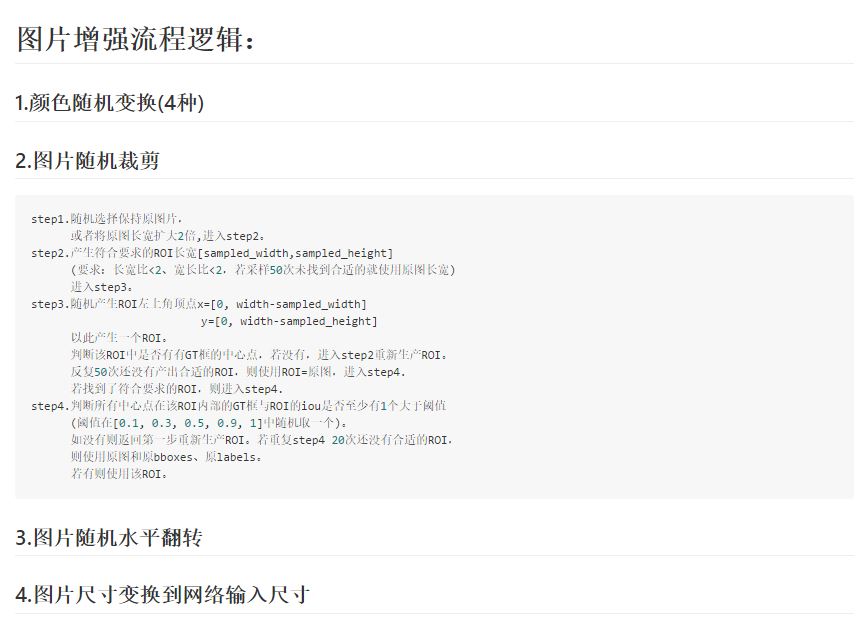 图片增强流程逻辑：
1.颜色随机变换(4种)
2.图片随机裁剪
step1.随机选择保持原图片，
或者将原图长宽扩大2倍,进入step2。
step2.产生符合要求的ROI长宽[sampled_width,sampled_height]
(要求：长宽比<2、宽长比<2，若采样50次未找到合适的就使用原图长宽)
进入step3。
step3.随机产生ROI左上角顶点x=[0, width-sampled_width]
y=[0, width-sampled_height]
以此产生一个ROI。
判断该ROI中是否有有GT框的中心点，若没有，进入step2重新生产ROI。
反复50次还没有产出合适的ROI，则使用ROI=原图，进入step4.
若找到了符合要求的ROI，则进入step4.
step4.判断所有中心点在该ROI内部的GT框与ROI的iou是否至少有1个大于阈值
(阈值在[0.1, 0.3, 0.5, 0.9, 1]中随机取一个)。
如没有则返回第一步重新生产ROI。若重复step4 20次还没有合适的ROI，
则使用原图和原bboxes、原labels。
若有则使用该ROI。
3.图片随机水平翻转
4.图片尺寸变换到网络输入尺寸